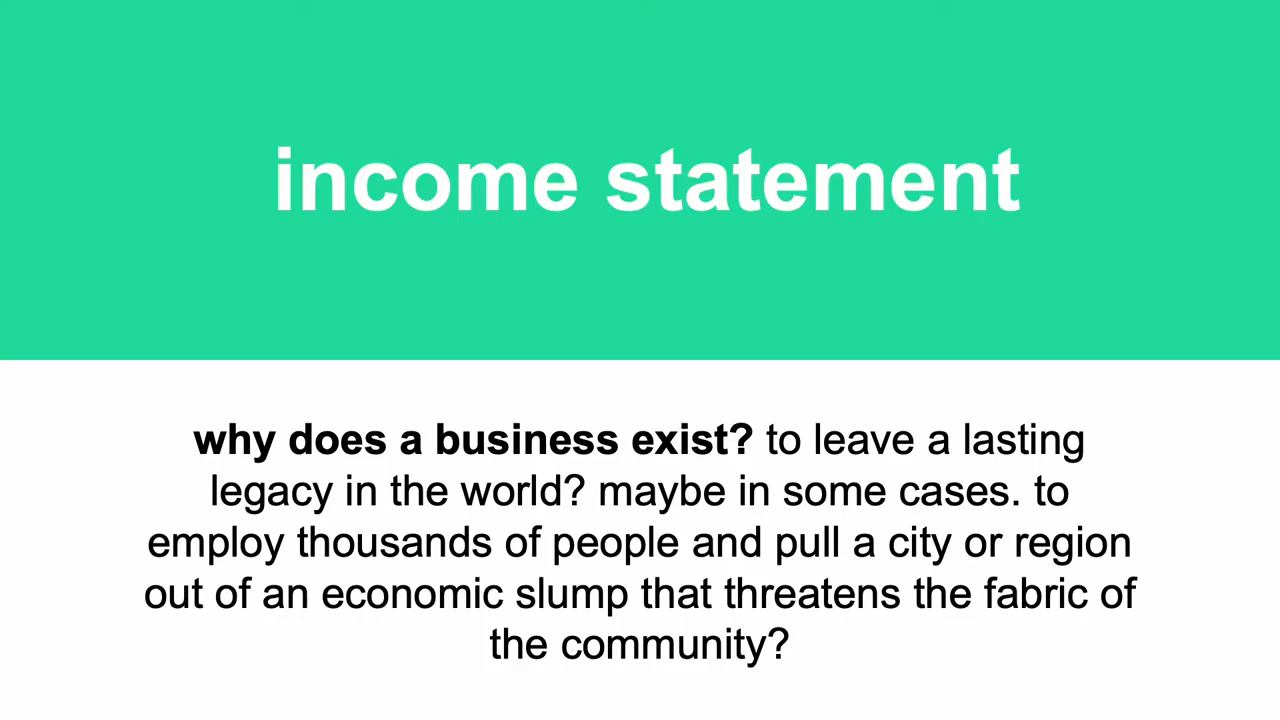 income statement
why does a business exist? to leave a lasting
legacy in the world? maybe in some cases. to
employ thousands of people and pull a city or region
out of an economic slump that threatens the fabric of
the community?